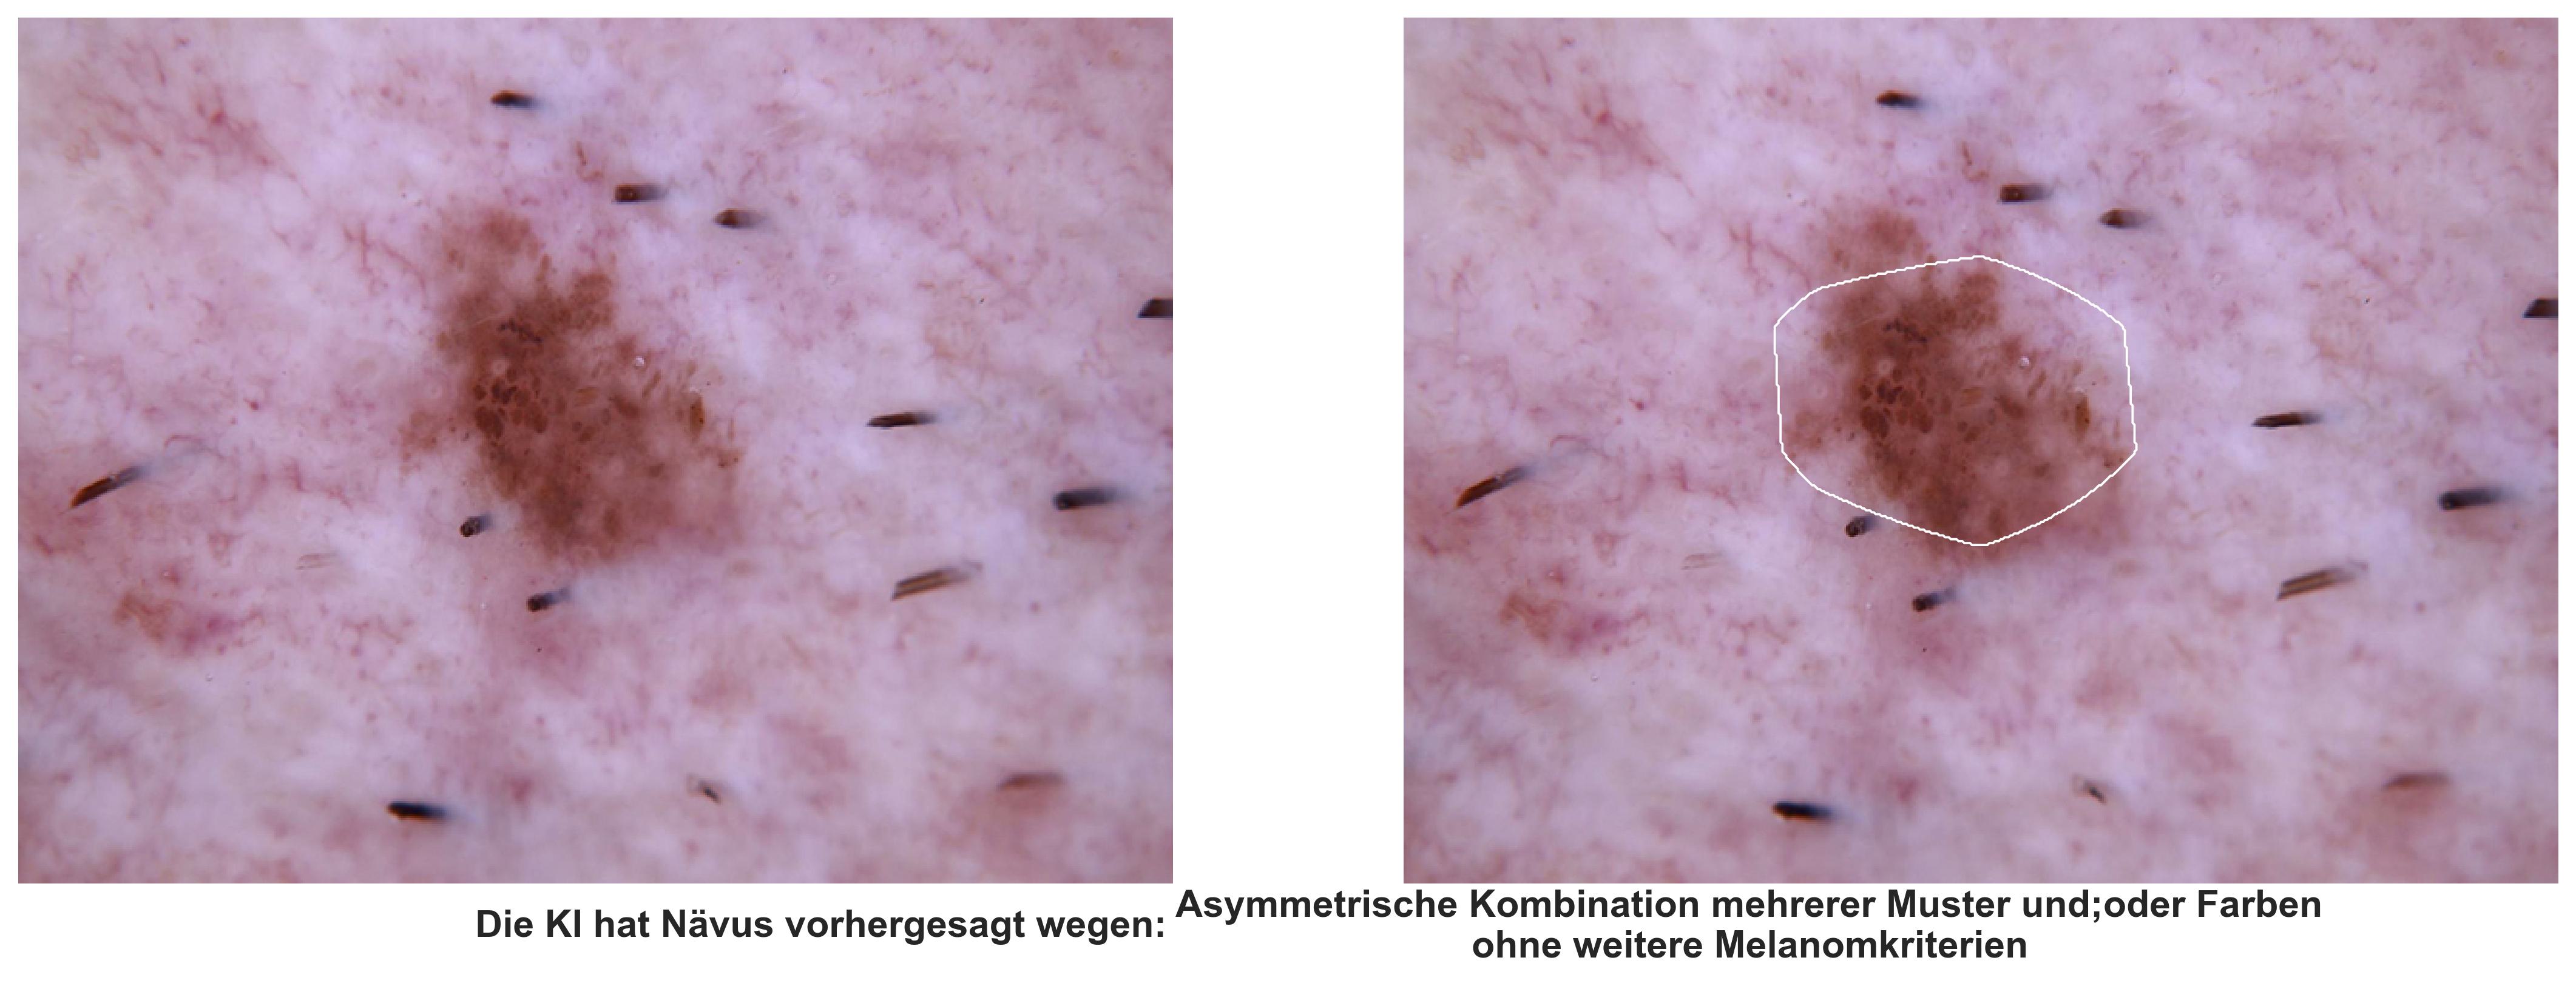 Die KI hat Nävus vorhergesagt wegen:
Asymmetrische Kombination mehrerer Muster und;oder Farben
ohne weitere Melanomkriterien